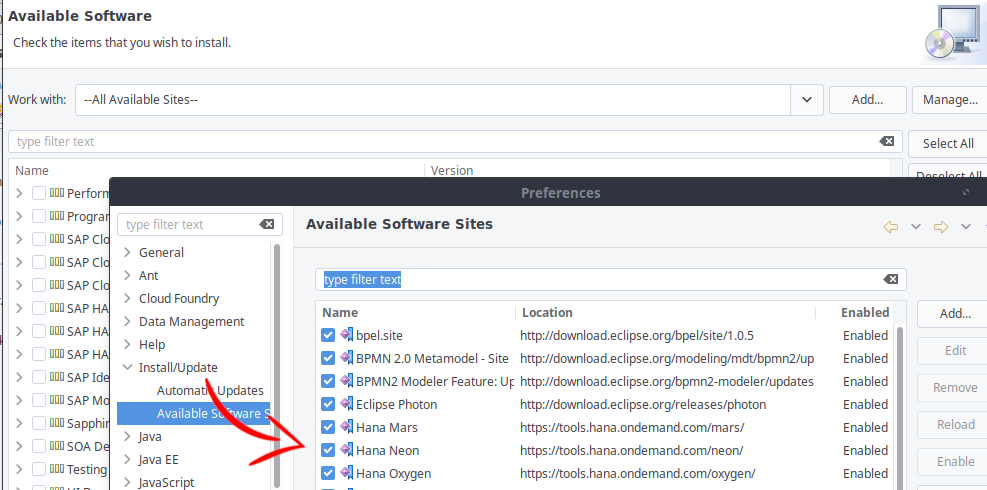 Available Software
Check the items that you wish to install.
Work with:
--All Available Sites--
Add...
Manage...
type filter text
Select All
Deselect All
Name
Version
Perform
Program
SAP Clo
SAP Clo
SAP Clo
SAP HA
SAP HA
SAP HA
SAP Ide
SAP Mo
Sapphir
SOA De
Testing
Preferences
type filter text
General
Ant
Cloud Foundry
Data Management
Help
Install/Update
Automatic Updates
Available Software S
Java
Java EE
JavaScript
Available Software Sites
type filter text
Name Location Enabled
bpel.site http://download.eclipse.org/bpel/site/1.0.5 Enabled
BPMN 2.0 Metamodel - Site http://download.eclipse.org/modeling/mdt/bpmn2/up Enabled
BPMN2 Modeler Feature: Up http://download.eclipse.org/bpmn2-modeler/updates Enabled
Eclipse Photon http://download.eclipse.org/releases/photon Enabled
Hana Mars https://tools.hana.ondemand.com/mars/ Enabled
Hana Neon https://tools.hana.ondemand.com/neon/ Enabled
Hana Oxygen https://tools.hana.ondemand.com/oxygen/ Enabled
Add...
Edit
Remove
Reload
Enable